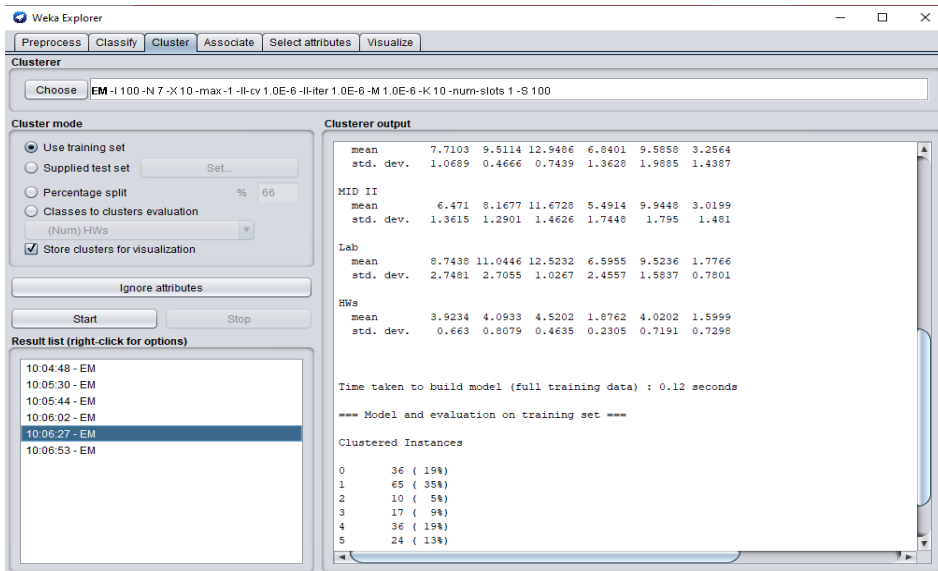 Weka Explorer
Preprocess Classify Cluster Associate Select attributes Visualize
Clusterer
Choose EM -I 100 -N 7 -X 10 -max -1 -ll-cv 1.0E-6 -ll-iter 1.0E-6 -M 1.0E-6 -K 10 -num-slots 1 -S 100
Cluster mode
Use training set
Supplied test set Set...
Percentage split % 66
Classes to clusters evaluation
(Num) HWs
Store clusters for visualization
Ignore attributes
Start Stop
Result list (right-click for options)
10:04:48 - EM
10:05:30 - EM
10:05:44 - EM
10:06:02 - EM
10:06:27 - EM
10:06:53 - EM
Clusterer output
mean 7.7103 9.5114 12.9486 6.8401 9.5858 3.2564
std. dev. 1.0689 0.4666 0.7439 1.3628 1.9885 1.4387
MID II
mean 6.471 8.1677 11.6728 5.4914 9.9448 3.0199
std. dev. 1.3615 1.2901 1.4626 1.7448 1.795 1.481
Lab
mean 8.7438 11.0446 12.5232 6.5955 9.5236 1.7766
std. dev. 2.7481 2.7055 1.0267 2.4557 1.5837 0.7801
HWs
mean 3.9234 4.0933 4.5202 1.8762 4.0202 1.5999
std. dev. 0.663 0.8079 0.4635 0.2305 0.7191 0.7298
Time taken to build model (full training data) : 0.12 seconds
=== Model and evaluation on training set ===
Clustered Instances
0 36 ( 19%)
1 65 ( 35%)
2 10 ( 5%)
3 17 ( 9%)
4 36 ( 19%)
5 24 ( 13%)